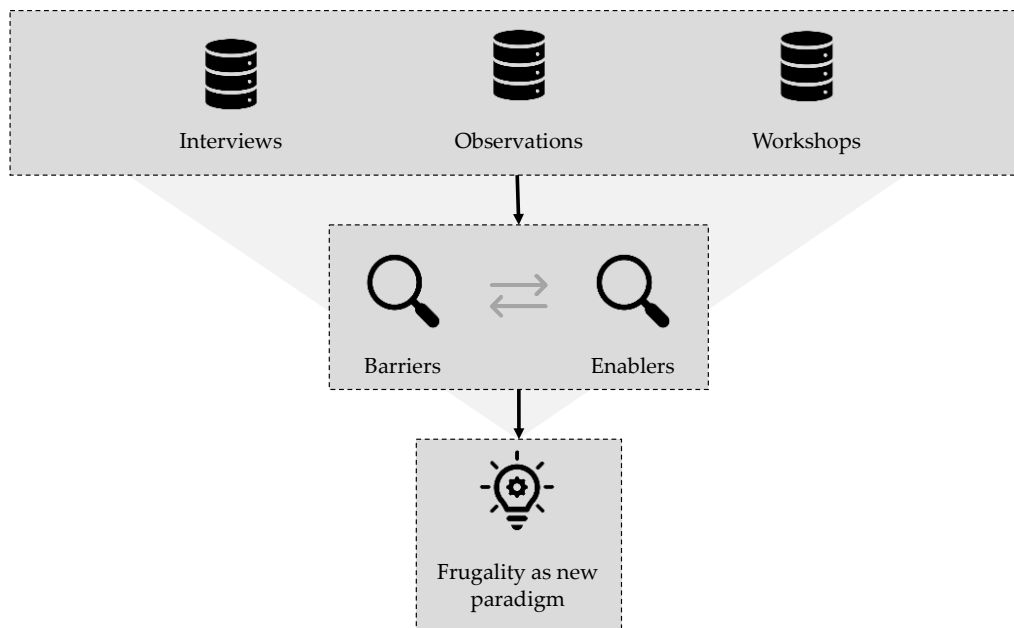 Interviews
Observations
Workshops
Barriers
Enablers
Frugality as new
paradigm